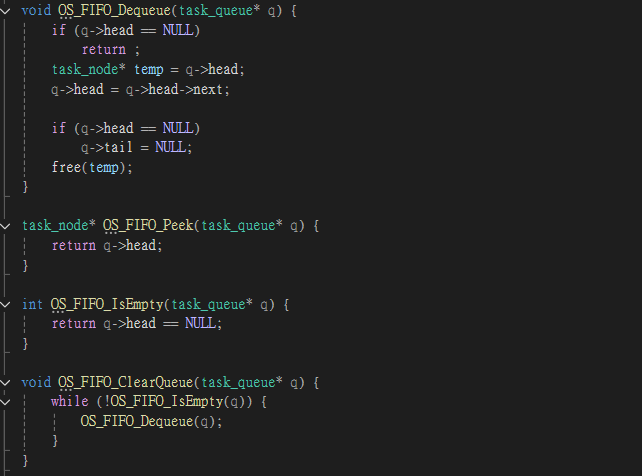 void OS_FIFO_Dequeue(task_queue* q) {
    if (q->head == NULL)
        return ;
    task_node* temp = q->head;
    q->head = q->head->next;

    if (q->head == NULL)
        q->tail = NULL;
    free(temp);
}

task_node* OS_FIFO_Peek(task_queue* q) {
    return q->head;
}

int OS_FIFO_IsEmpty(task_queue* q) {
    return q->head == NULL;
}

void OS_FIFO_ClearQueue(task_queue* q) {
    while (!OS_FIFO_IsEmpty(q)) {
        OS_FIFO_Dequeue(q);
    }
}